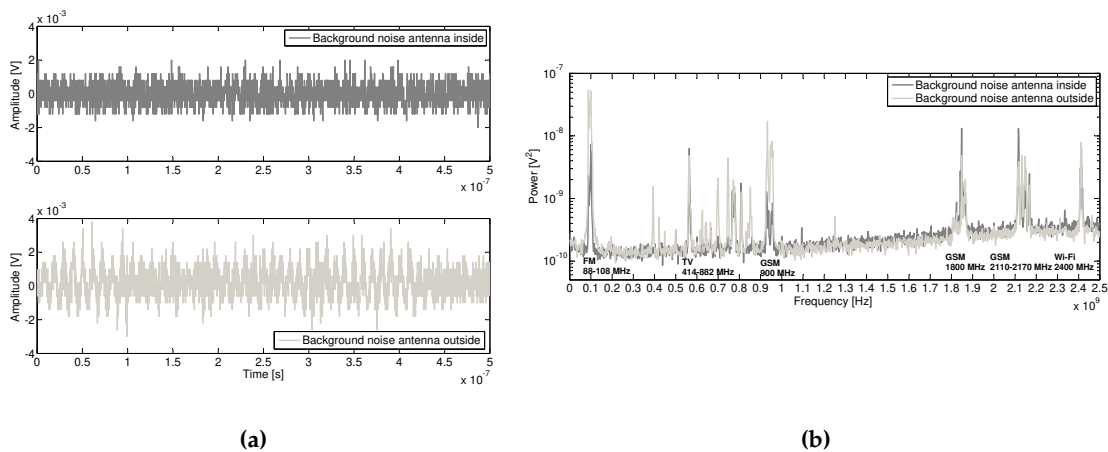 x 10⁻³
4
2
0
-2
-4
Amplitude [V]
Background noise antenna inside
0 0.5 1 1.5 2 2.5 3 3.5 4 4.5 5
x 10⁻⁷
x 10⁻³
4
2
0
-2
-4
Amplitude [V]
Background noise antenna outside
0 0.5 1 1.5 2 2.5 3 3.5 4 4.5 5
Time [s]
x 10⁻⁷
(a)
10⁻⁷
10⁻⁸
10⁻⁹
10⁻¹⁰
Power [V²]
Background noise antenna inside
Background noise antenna outside
FM
88-108 MHz
TV
414-882 MHz
GSM
900 MHz
GSM
1800 MHz
GSM
2110-2170 MHz
Wi-Fi
2400 MHz
0 0.1 0.2 0.3 0.4 0.5 0.6 0.7 0.8 0.9 1 1.1 1.2 1.3 1.4 1.5 1.6 1.7 1.8 1.9 2 2.1 2.2 2.3 2.4 2.5
Frequency [Hz]
x 10⁹
(b)